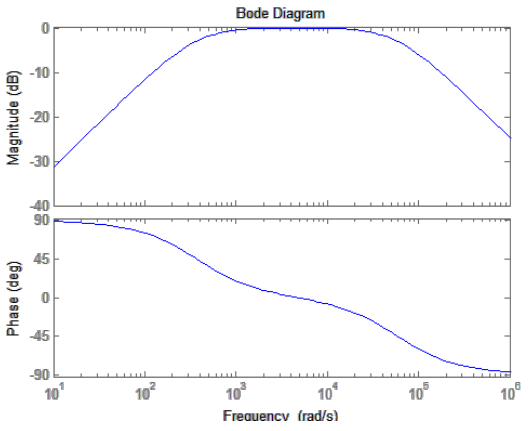 Bode Diagram
Magnitude (dB)
0
-10
-20
-30
-40
Phase (deg)
90
45
0
-45
-90
10^1 10^2 10^3 10^4 10^5 10^6
Frequency (rad/s)